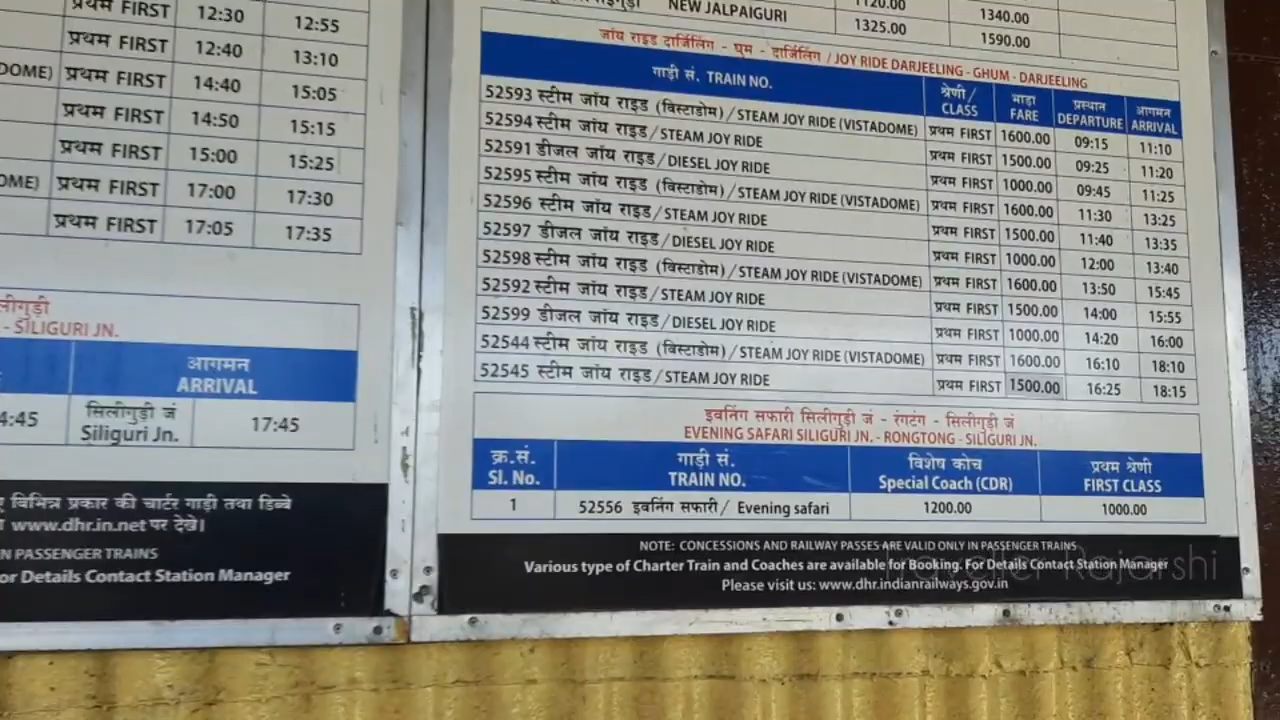 प्रथम FIRST 12:30 12:55
प्रथम FIRST 12:40 13:10
DOME) प्रथम FIRST 14:40 15:05
प्रथम FIRST 14:50 15:15
प्रथम FIRST 15:00 15:25
OME) प्रथम FIRST 17:00 17:30
प्रथम FIRST 17:05 17:35
लीगुड़ी
- SILIGURI JN.
आगमन
ARRIVAL
4:45 सिलीगुड़ी जं 17:45
Siliguri Jn.
विभिन्न प्रकार की चार्टर गाड़ी तथा डिब्बे
www.dhr.in.net पर देखें।
N PASSENGER TRAINS
or Details Contact Station Manager
NEW JALPAIGURI 1120.00 1340.00
1325.00 1590.00
जॉय राइड दार्जिलिंग - घुम - दार्जिलिंग / JOY RIDE DARJEELING - GHUM - DARJEELING
गाड़ी सं. TRAIN NO. श्रेणी/ CLASS भाड़ा FARE प्रस्थान DEPARTURE आगमन ARRIVAL
52593 स्टीम जॉय राइड (विस्टाडोम)/STEAM JOY RIDE (VISTADOME) प्रथम FIRST 1600.00 09:15 11:10
52594 स्टीम जॉय राइड/STEAM JOY RIDE प्रथम FIRST 1500.00 09:25 11:20
52591 डीजल जॉय राइड/DIESEL JOY RIDE प्रथम FIRST 1000.00 09:45 11:25
52595 स्टीम जॉय राइड (विस्टाडोम)/STEAM JOY RIDE (VISTADOME) प्रथम FIRST 1600.00 11:30 13:25
52596 स्टीम जॉय राइड/STEAM JOY RIDE प्रथम FIRST 1500.00 11:40 13:35
52597 डीजल जॉय राइड/DIESEL JOY RIDE प्रथम FIRST 1000.00 12:00 13:40
52598 स्टीम जॉय राइड (विस्टाडोम)/STEAM JOY RIDE (VISTADOME) प्रथम FIRST 1600.00 13:50 15:45
52592 स्टीम जॉय राइड/STEAM JOY RIDE प्रथम FIRST 1500.00 14:00 15:55
52599 डीजल जॉय राइड/DIESEL JOY RIDE प्रथम FIRST 1000.00 14:20 16:00
52544 स्टीम जॉय राइड (विस्टाडोम)/STEAM JOY RIDE (VISTADOME) प्रथम FIRST 1600.00 16:10 18:10
52545 स्टीम जॉय राइड/STEAM JOY RIDE प्रथम FIRST 1500.00 16:25 18:15
इवनिंग सफारी सिलीगुड़ी जं - रंगटंग - सिलीगुड़ी जं
EVENING SAFARI SILIGURI JN. - RONGTONG - SILIGURI JN.
क्र.सं. गाड़ी सं. विशेष कोच प्रथम श्रेणी
Sl. No. TRAIN NO. Special Coach (CDR) FIRST CLASS
1 52556 इवनिंग सफारी/ Evening safari 1200.00 1000.00
NOTE: CONCESSIONS AND RAILWAY PASSES ARE VALID ONLY IN PASSENGER TRAINS
Various type of Charter Train and Coaches are available for Booking. For Details Contact Station Manager
Please visit us: www.dhr.indianrailways.gov.in
Traveller Rajarshi